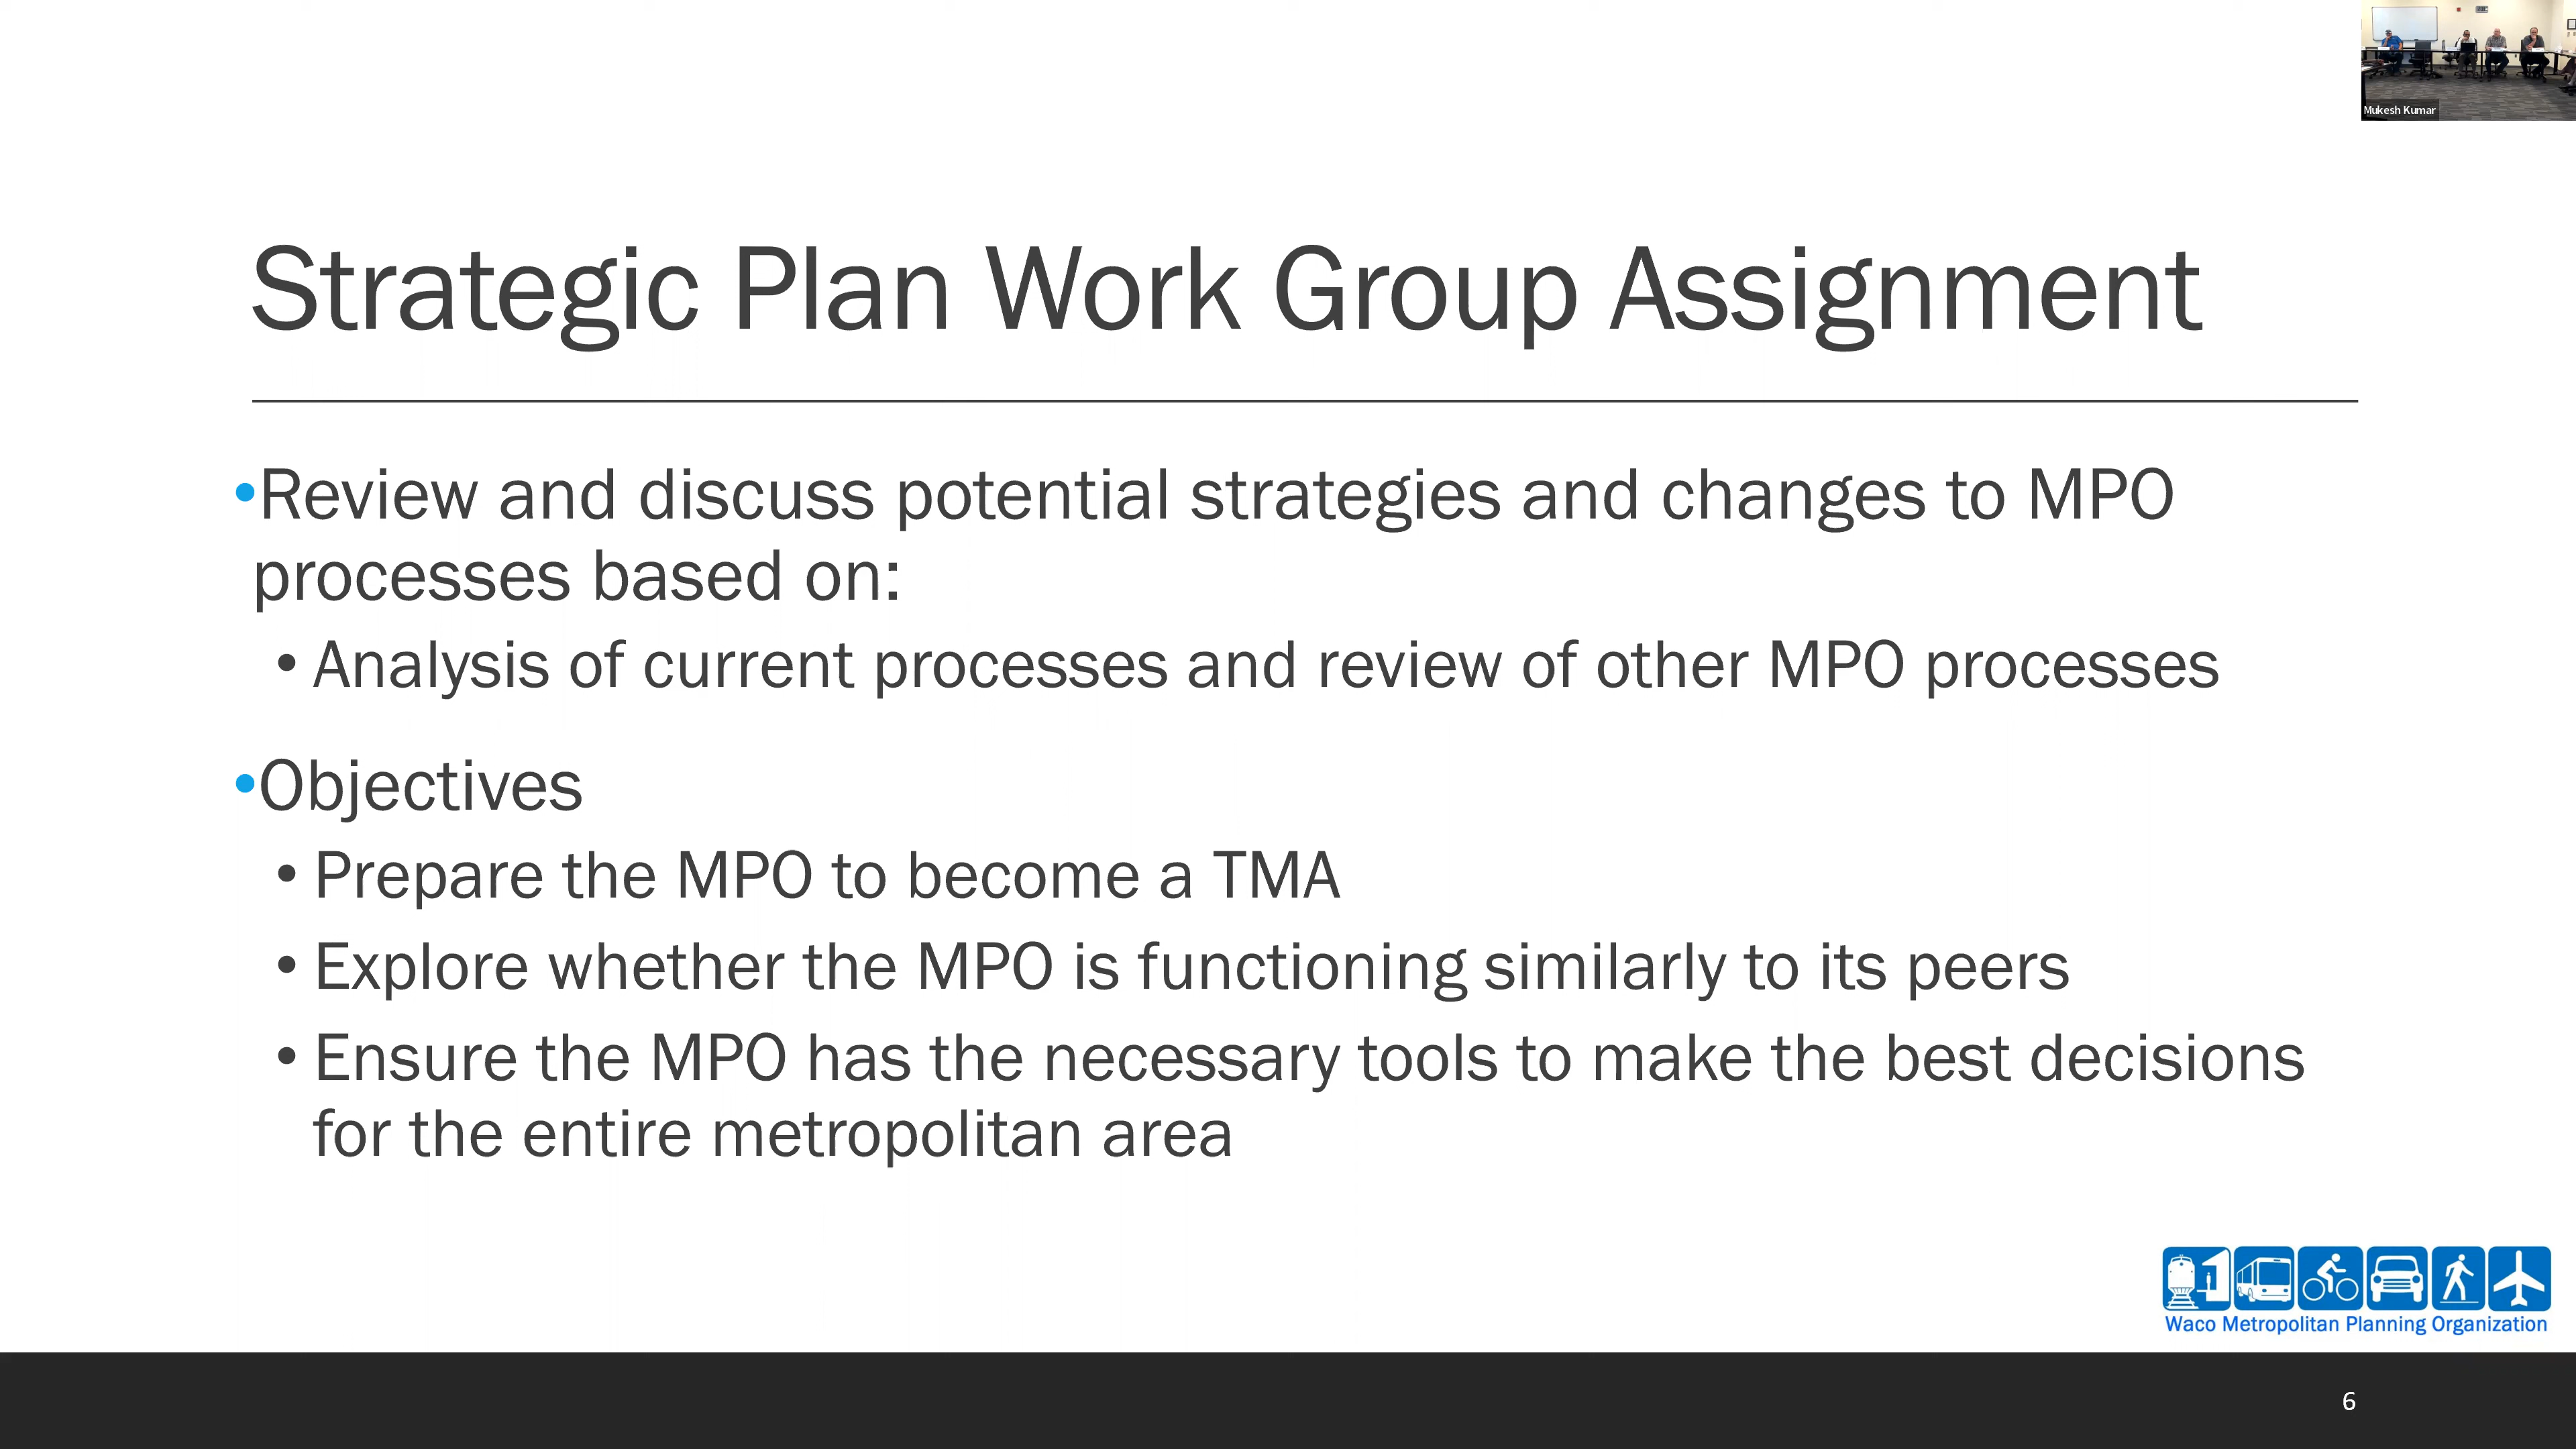 Mukesh Kumar
Strategic Plan Work Group Assignment
•Review and discuss potential strategies and changes to MPO
processes based on:
• Analysis of current processes and review of other MPO processes
•Objectives
• Prepare the MPO to become a TMA
• Explore whether the MPO is functioning similarly to its peers
• Ensure the MPO has the necessary tools to make the best decisions
for the entire metropolitan area
Waco Metropolitan Planning Organization
6